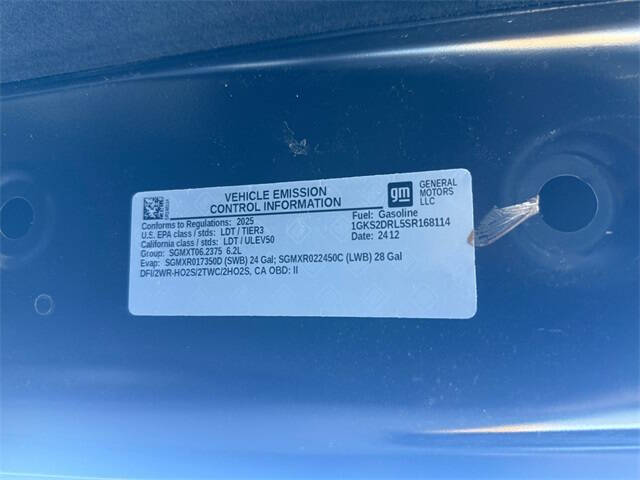 VEHICLE EMISSION
CONTROL INFORMATION
gm
GENERAL
MOTORS
LLC
Conforms to Regulations: 2025
U.S. EPA class / stds: LDT / TIER3
California class / stds: LDT / ULEV50
Group: SGMXT06.2375 6.2L
Evap: SGMXR017350D (SWB) 24 Gal; SGMXR022450C (LWB) 28 Gal
DFI/2WR-HO2S/2TWC/2HO2S, CA OBD: II
Fuel: Gasoline
1GKS2DRL5SR168114
Date: 2412